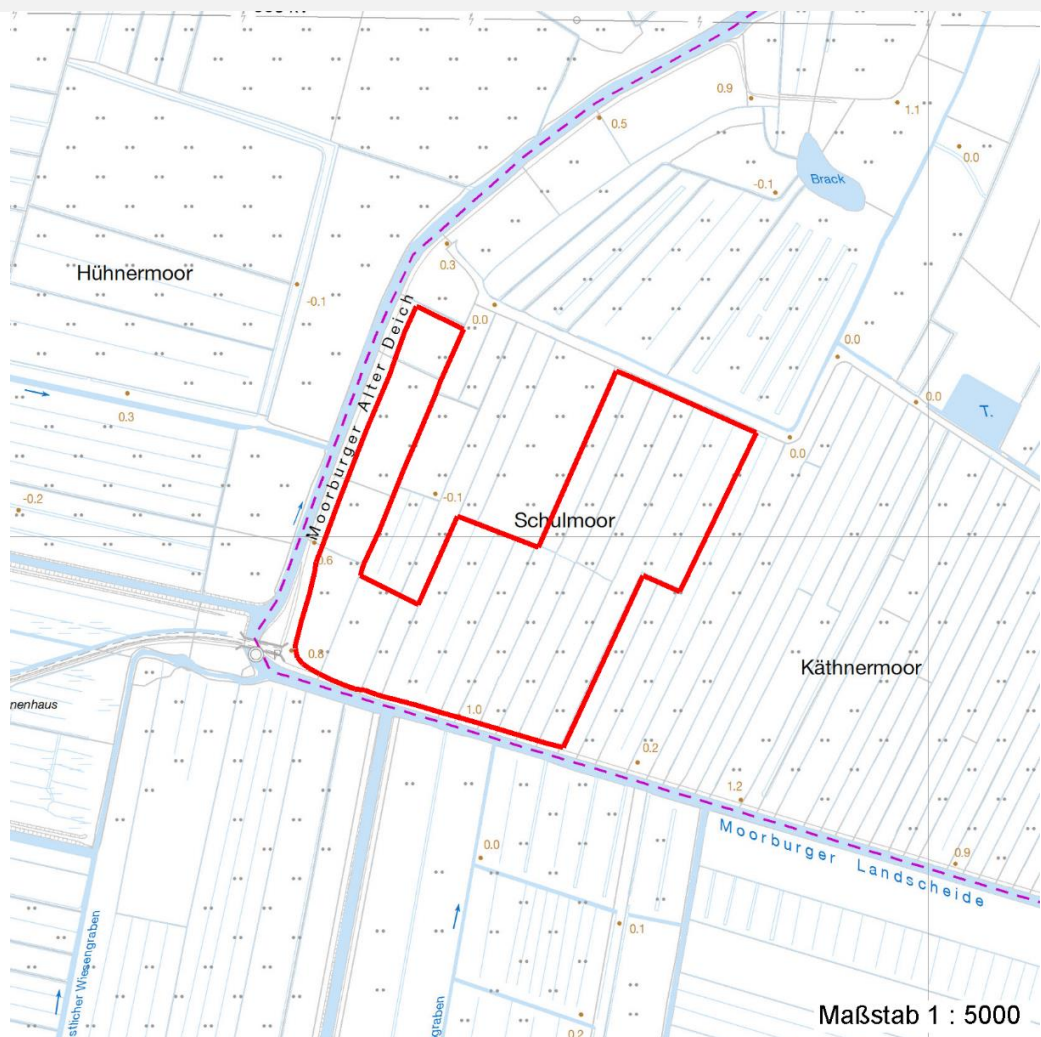 0.9
1.1
0.5
0.0
Brack
-0.1
0.3
Hühnermoor
-0.1
0.0
Moorburger Alter Deich
0.0
0.3
0.0
T.
0.0
-0.2
-0.1
Schulmoor
0.6
0.8
Käthnermoor
nenhaus
1.0
0.2
1.2
Moorburger Landscheide
0.9
0.0
0.1
stlicher Wiesengraben
graben
0.2
Maßstab 1 : 5000